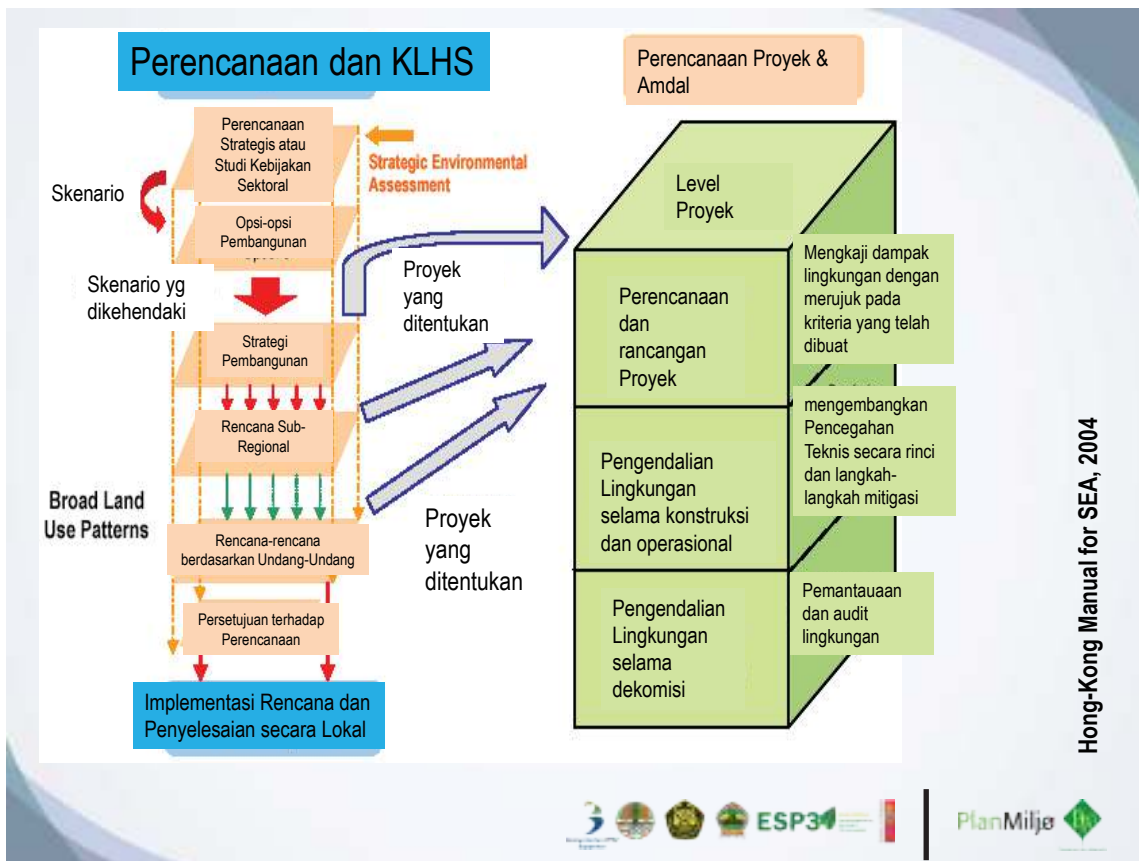 Perencanaan dan KLHS
Perencanaan
Strategis atau
Studi Kebijakan
Sektoral
Strategic Environmental
Assessment
Skenario
Opsi-opsi
Pembangunan
Skenario yg
dikehendaki
Strategi
Pembangunan
Rencana Sub-
Regional
Broad Land
Use Patterns
Rencana-rencana
berdasarkan Undang-Undang
Persetujuan terhadap
Perencanaan
Implementasi Rencana dan
Penyelesaian secara Lokal
Proyek
yang
ditentukan
Proyek
yang
ditentukan
Perencanaan Proyek &
Amdal
Level
Proyek
Perencanaan
dan
rancangan
Proyek
Mengkaji dampak
lingkungan dengan
merujuk pada
kriteria yang telah
dibuat
Pengendalian
Lingkungan
selama konstruksi
dan operasional
mengembangkan
Pencegahan
Teknis secara rinci
dan langkah-
langkah mitigasi
Pengendalian
Lingkungan
selama
dekomisi
Pemantauaan
dan audit
lingkungan
Hong-Kong Manual for SEA, 2004
ESP3
PlanMiljø